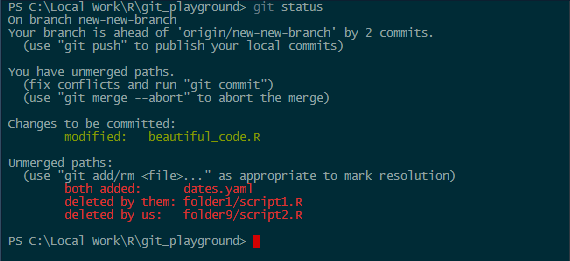 PS C:\Local Work\R\git_playground> git status
On branch new-new-branch
Your branch is ahead of 'origin/new-new-branch' by 2 commits.
  (use "git push" to publish your local commits)

You have unmerged paths.
  (fix conflicts and run "git commit")
  (use "git merge --abort" to abort the merge)

Changes to be committed:
        modified:   beautiful_code.R

Unmerged paths:
  (use "git add/rm <file>..." as appropriate to mark resolution)
        both added:      dates.yaml
        deleted by them: folder1/script1.R
        deleted by us:   folder9/script2.R

PS C:\Local Work\R\git_playground>